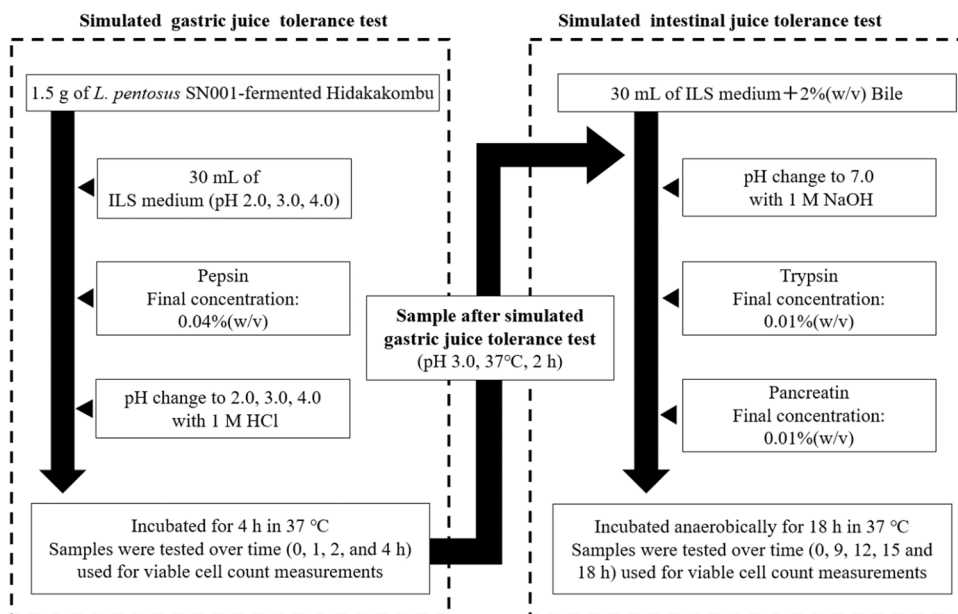 Simulated gastric juice tolerance test
1.5 g of L. pentosus SN001-fermented Hidakakombu
30 mL of
ILS medium (pH 2.0, 3.0, 4.0)
Pepsin
Final concentration:
0.04%(w/v)
pH change to 2.0, 3.0, 4.0
with 1 M HCl
Incubated for 4 h in 37 ℃
Samples were tested over time (0, 1, 2, and 4 h)
used for viable cell count measurements
Sample after simulated
gastric juice tolerance test
(pH 3.0, 37℃, 2 h)
Simulated intestinal juice tolerance test
30 mL of ILS medium＋2%(w/v) Bile
pH change to 7.0
with 1 M NaOH
Trypsin
Final concentration:
0.01%(w/v)
Pancreatin
Final concentration:
0.01%(w/v)
Incubated anaerobically for 18 h in 37 ℃
Samples were tested over time (0, 9, 12, 15 and
18 h) used for viable cell count measurements